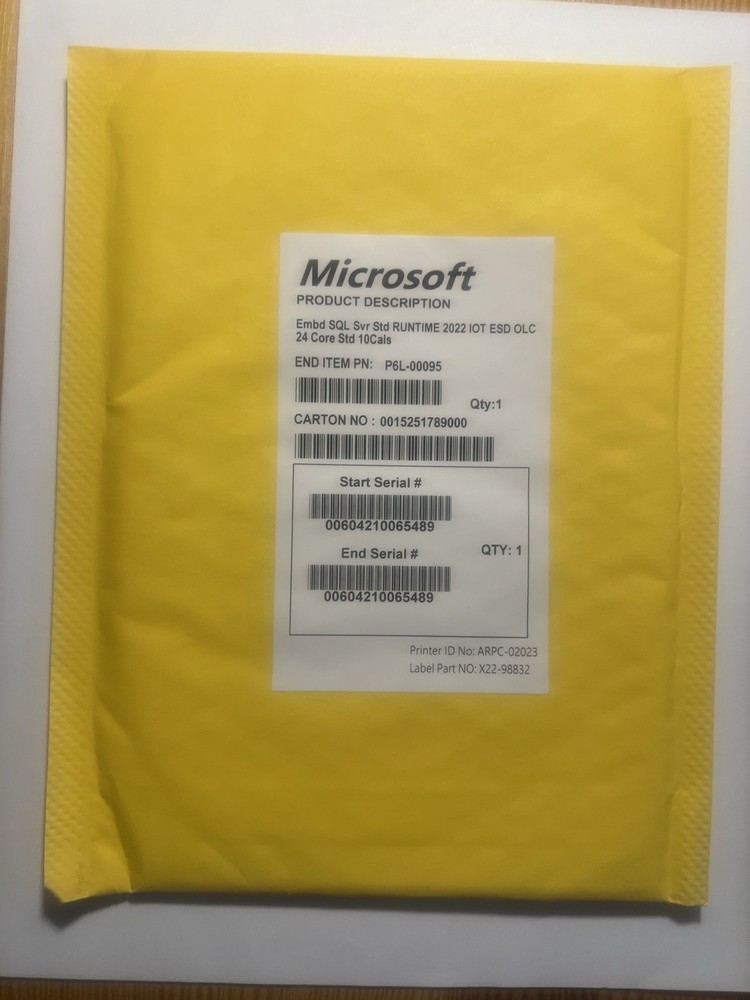 Microsoft
PRODUCT DESCRIPTION
Embd SQL Svr Std RUNTIME 2022 IOT ESD OLC
24 Core Std 10Cals
END ITEM PN: P6L-00095
Qty:1
CARTON NO : 0015251789000
Start Serial #
00604210065489
End Serial #
QTY: 1
00604210065489
Printer ID No: ARPC-02023
Label Part NO: X22-98832